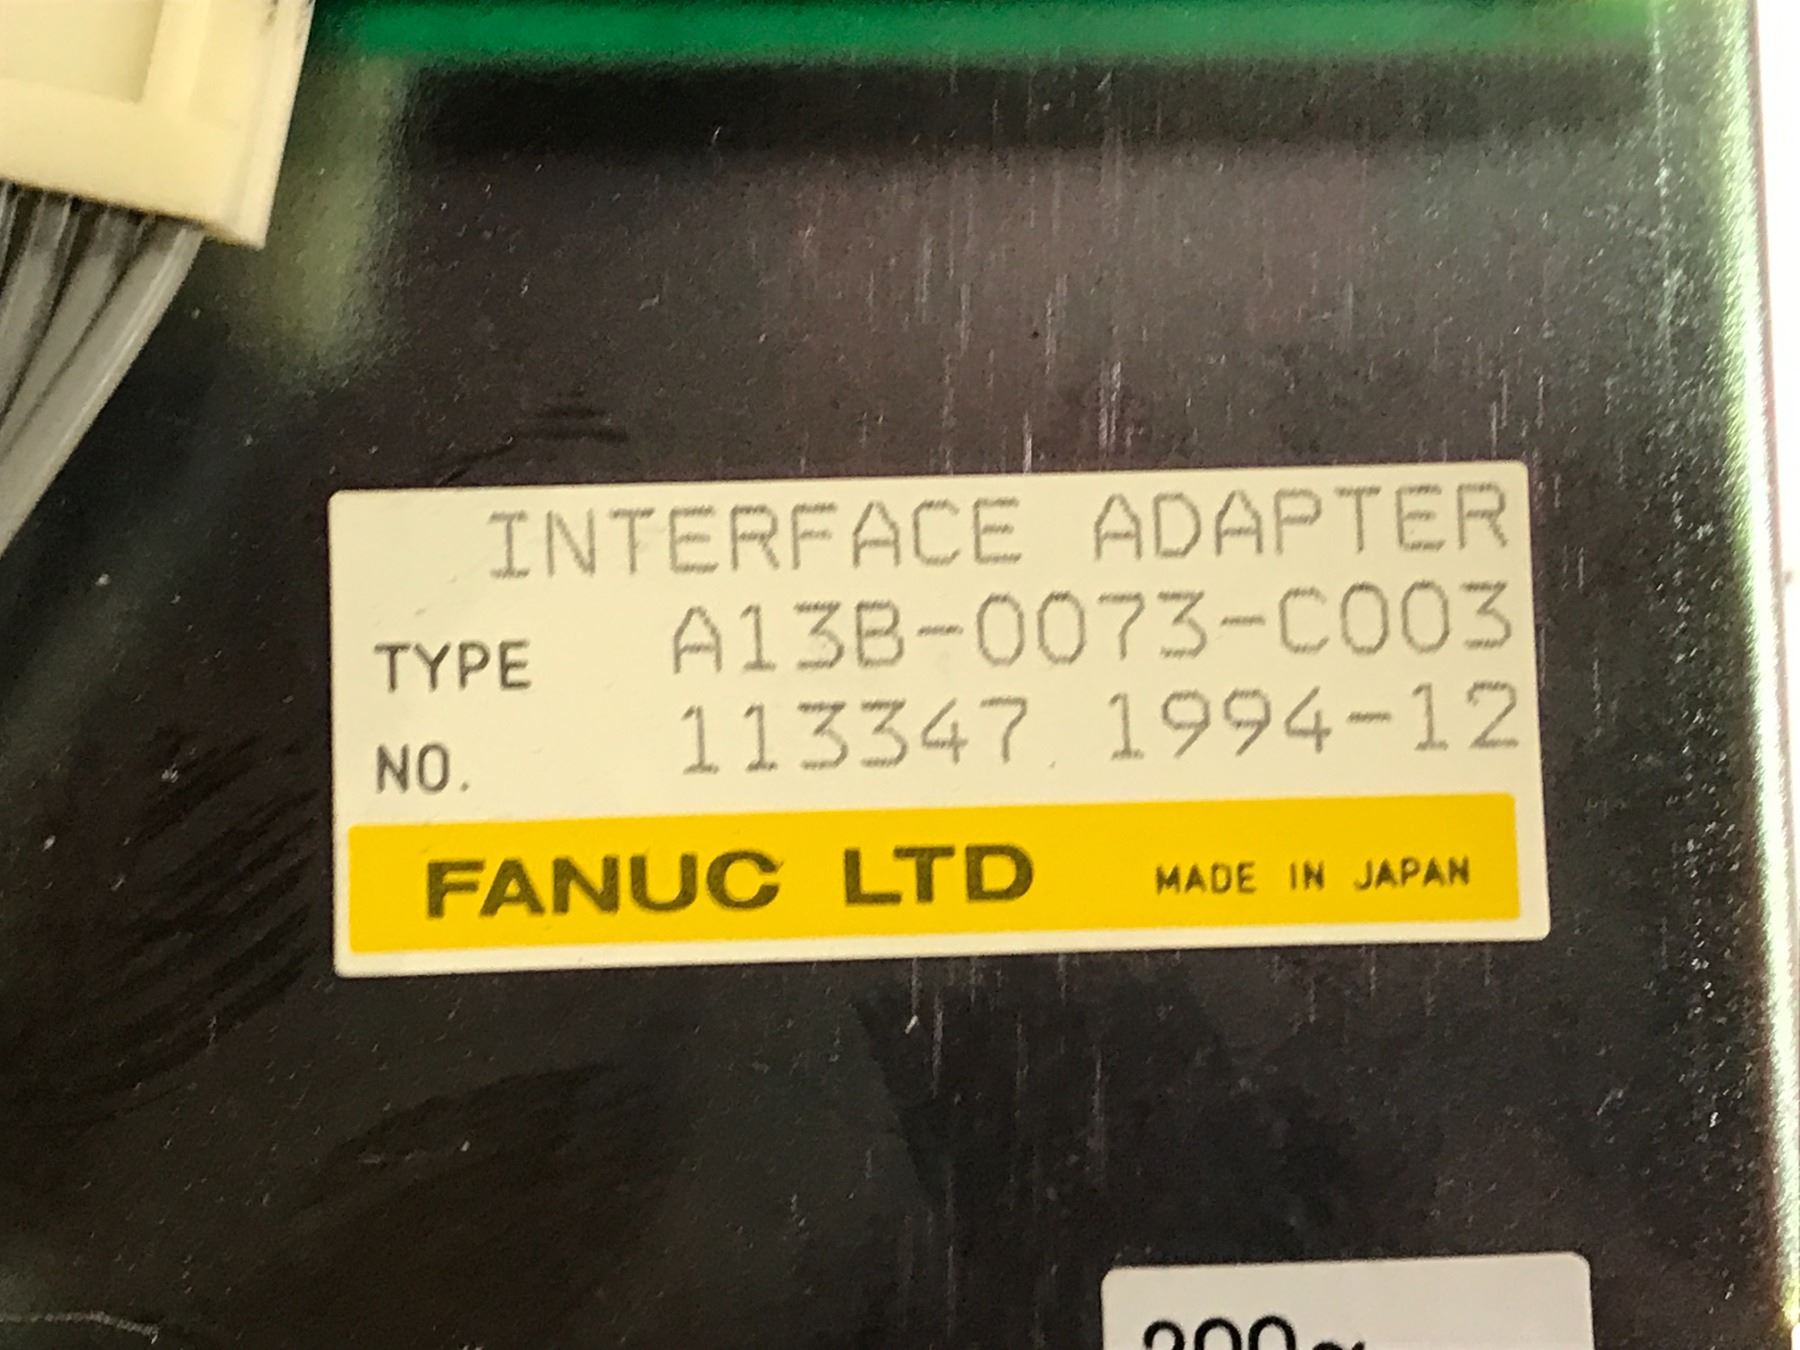 INTERFACE ADAPTER
TYPE A13B-0073-C003
NO. 113347 1994-12
FANUC LTD MADE IN JAPAN